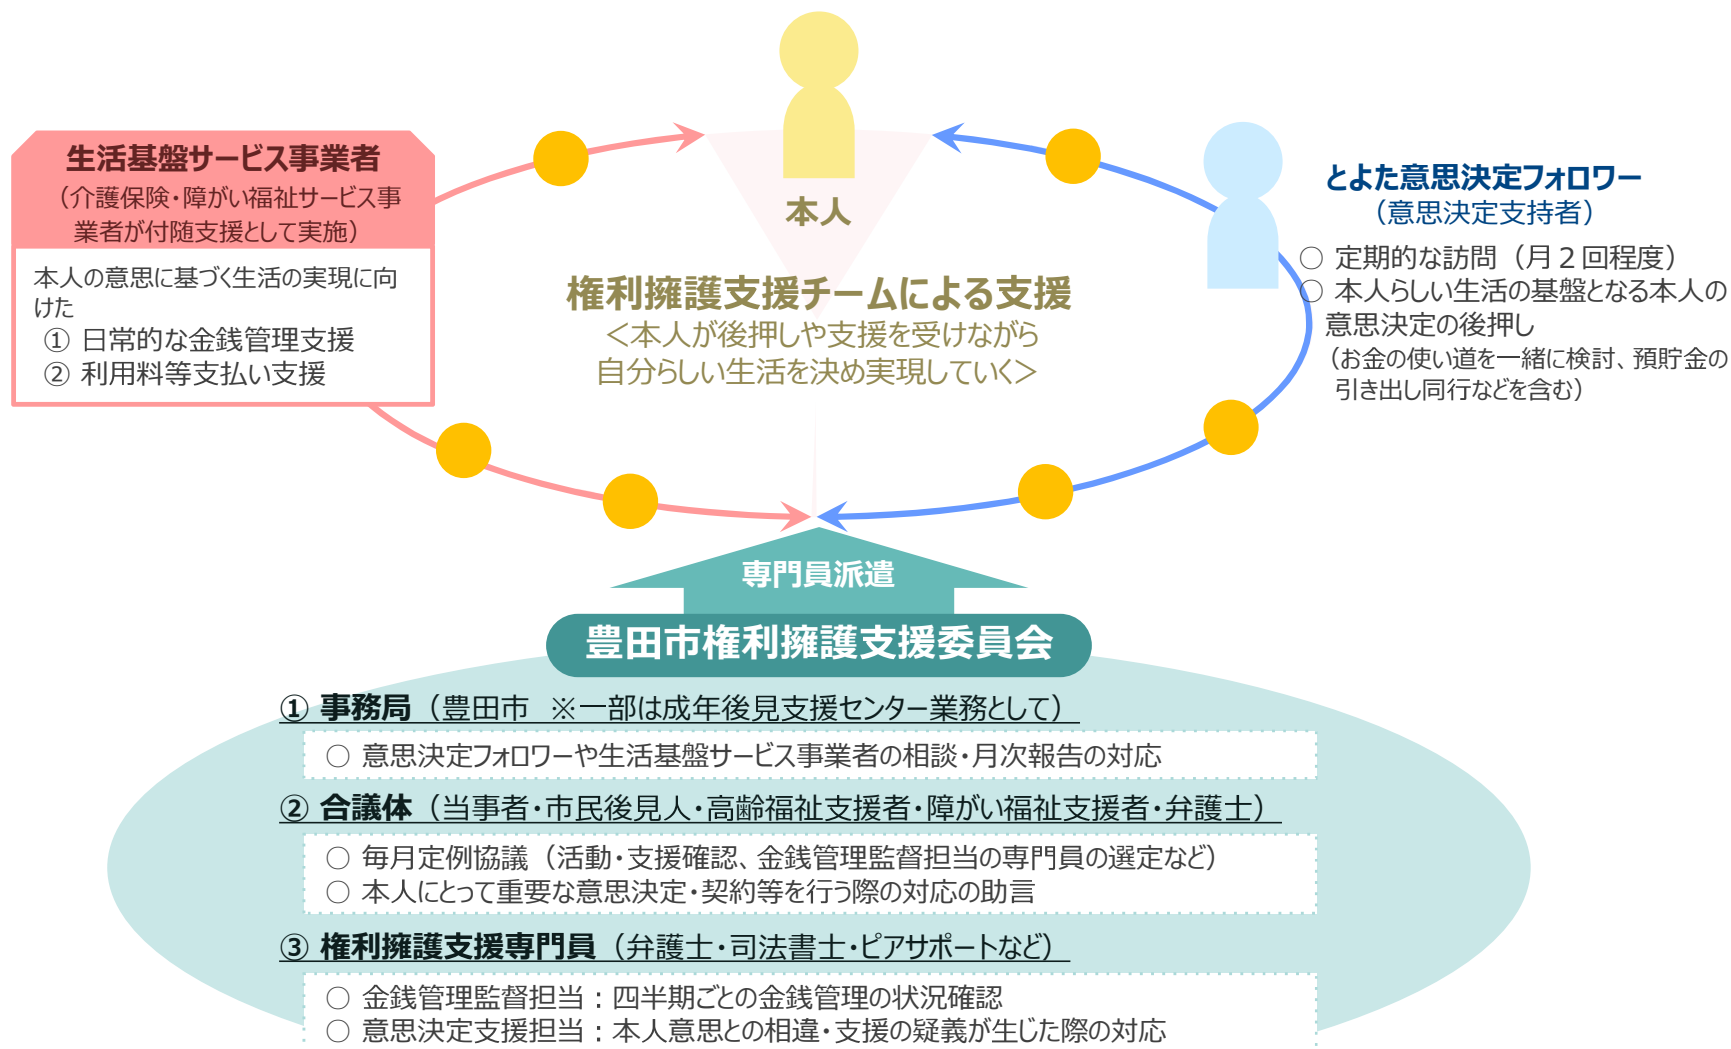 生活基盤サービス事業者
（介護保険・障がい福祉サービス事
業者が付随支援として実施）
本人の意思に基づく生活の実現に向
けた
① 日常的な金銭管理支援
② 利用料等支払い支援
本人
権利擁護支援チームによる支援
＜本人が後押しや支援を受けながら
自分らしい生活を決め実現していく＞
とよた意思決定フォロワー
（意思決定支持者）
○ 定期的な訪問（月２回程度）
○ 本人らしい生活の基盤となる本人の
意思決定の後押し
（お金の使い道を一緒に検討、預貯金の
引き出し同行などを含む）
専門員派遣
豊田市権利擁護支援委員会
① 事務局（豊田市　※一部は成年後見支援センター業務として）
○ 意思決定フォロワーや生活基盤サービス事業者の相談・月次報告の対応
② 合議体（当事者・市民後見人・高齢福祉支援者・障がい福祉支援者・弁護士）
○ 毎月定例協議（活動・支援確認、金銭管理監督担当の専門員の選定など）
○ 本人にとって重要な意思決定・契約等を行う際の対応の助言
③ 権利擁護支援専門員（弁護士・司法書士・ピアサポートなど）
○ 金銭管理監督担当：四半期ごとの金銭管理の状況確認
○ 意思決定支援担当：本人意思との相違・支援の疑義が生じた際の対応